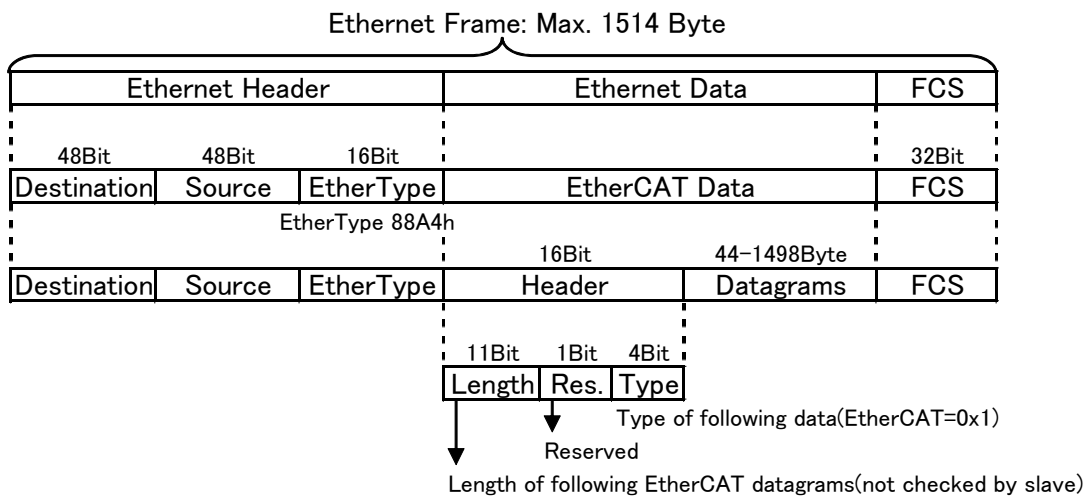 Ethernet Frame: Max. 1514 Byte
Ethernet Header Ethernet Data FCS
48Bit 48Bit 16Bit 32Bit
Destination Source EtherType EtherCAT Data FCS
EtherType 88A4h
16Bit 44-1498Byte
Destination Source EtherType Header Datagrams FCS
11Bit 1Bit 4Bit
Length Res. Type
Type of following data(EtherCAT=0x1)
Reserved
Length of following EtherCAT datagrams(not checked by slave)